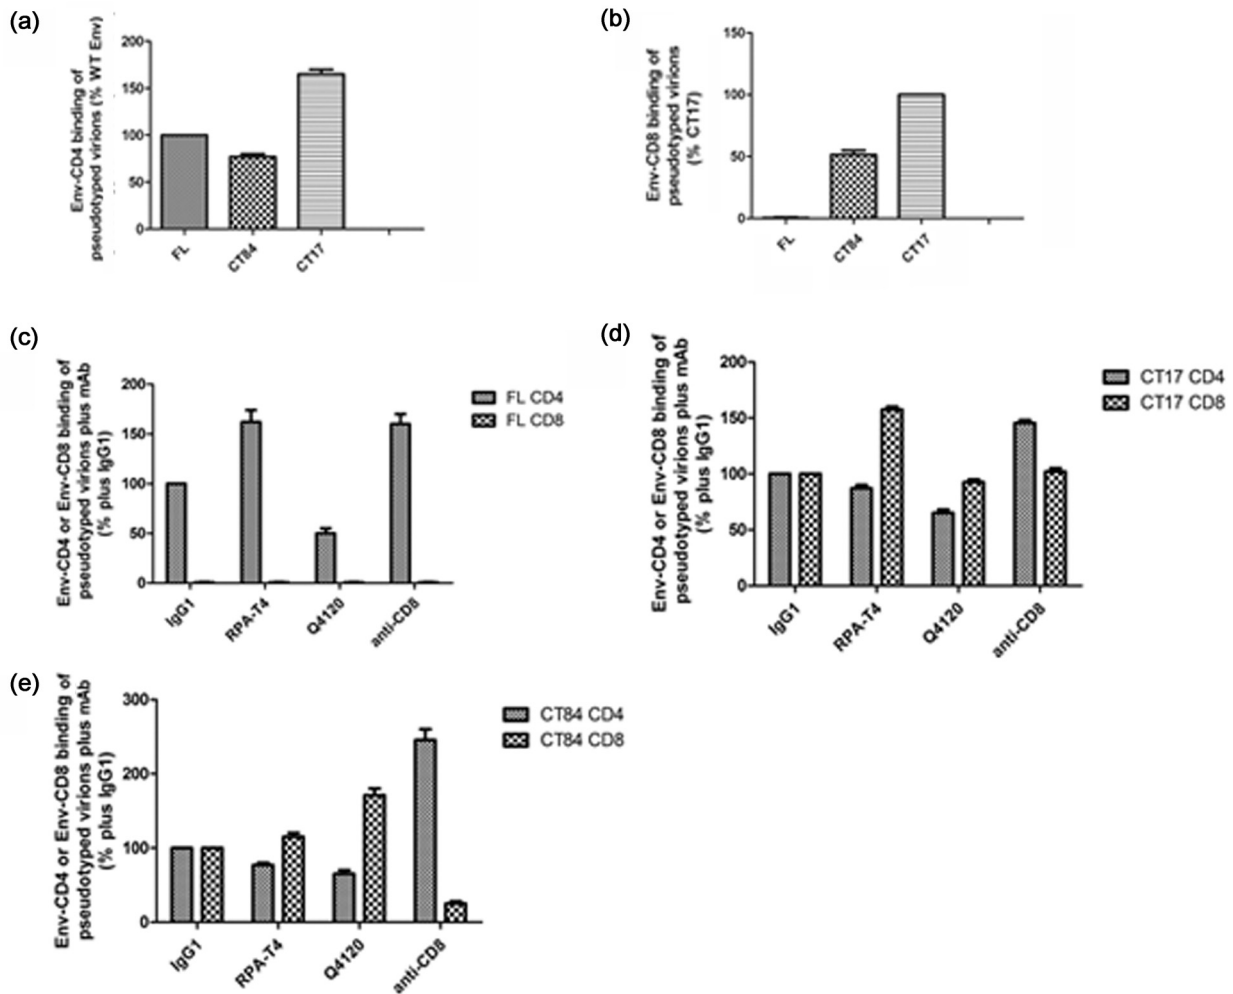 (a)
Env-CD4 binding of
pseudotyped virions (% WT Env)
200
150
100
50
0
FL
CT84
CT17
(b)
Env-CD8 binding of
pseudotyped virions
(% CT17)
150
100
50
0
FL
CT84
CT17
(c)
Env-CD4 or Env-CD8 binding of
pseudotyped virions plus mAb
(% plus IgG1)
200
150
100
50
0
IgG1
RPA-T4
Q4120
anti-CD8
FL CD4
FL CD8
(d)
Env-CD4 or Env-CD8 binding of
pseudotyped virions plus mAb
(% plus IgG1)
200
150
100
50
0
IgG1
RPA-T4
Q4120
anti-CD8
CT17 CD4
CT17 CD8
(e)
Env-CD4 or Env-CD8 binding of
pseudotyped virions plus mAb
(% plus IgG1)
300
200
100
0
IgG1
RPA-T4
Q4120
anti-CD8
CT84 CD4
CT84 CD8